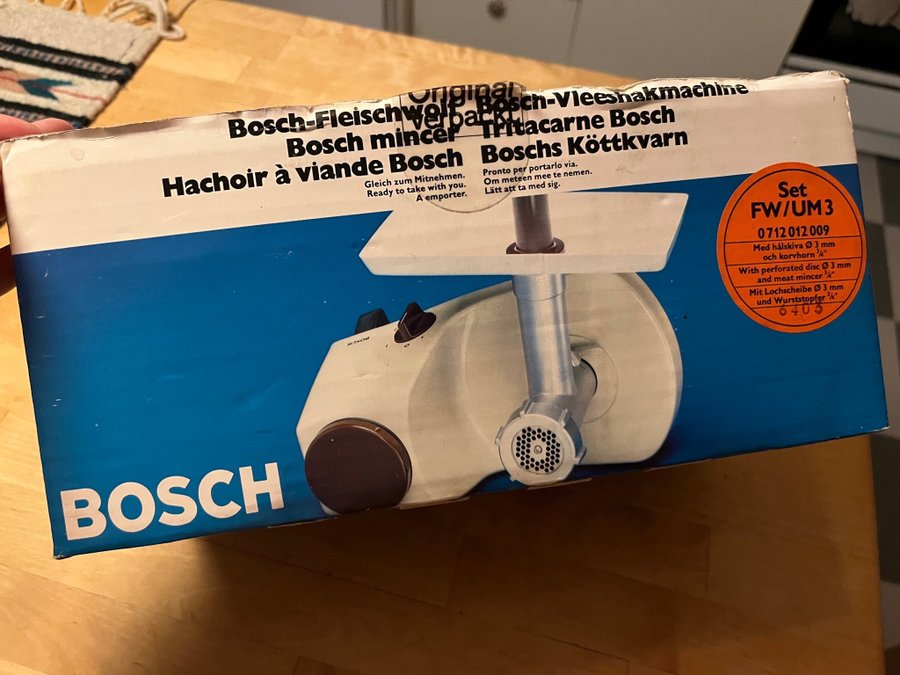 Original
verpackt
Bosch-Fleischwolf
Bosch mincer
Hachoir à viande Bosch
Gleich zum Mitnehmen.
Ready to take with you.
A emporter.
Bosch-Vleeshakmachine
Tritacarne Bosch
Boschs Köttkvarn
Pronto per portarlo via.
Om meteen mee te nemen.
Lätt att ta med sig.
Set
FW/UM3
0 712 012 009
Med hålskiva Ø 3 mm
och korvhorn ¾"
With perforated disc Ø 3 mm
and meat mincer ¾"
Mit Lochscheibe Ø 3 mm
und Wurststopfer ¾"
6403
BOSCH
BOSCH